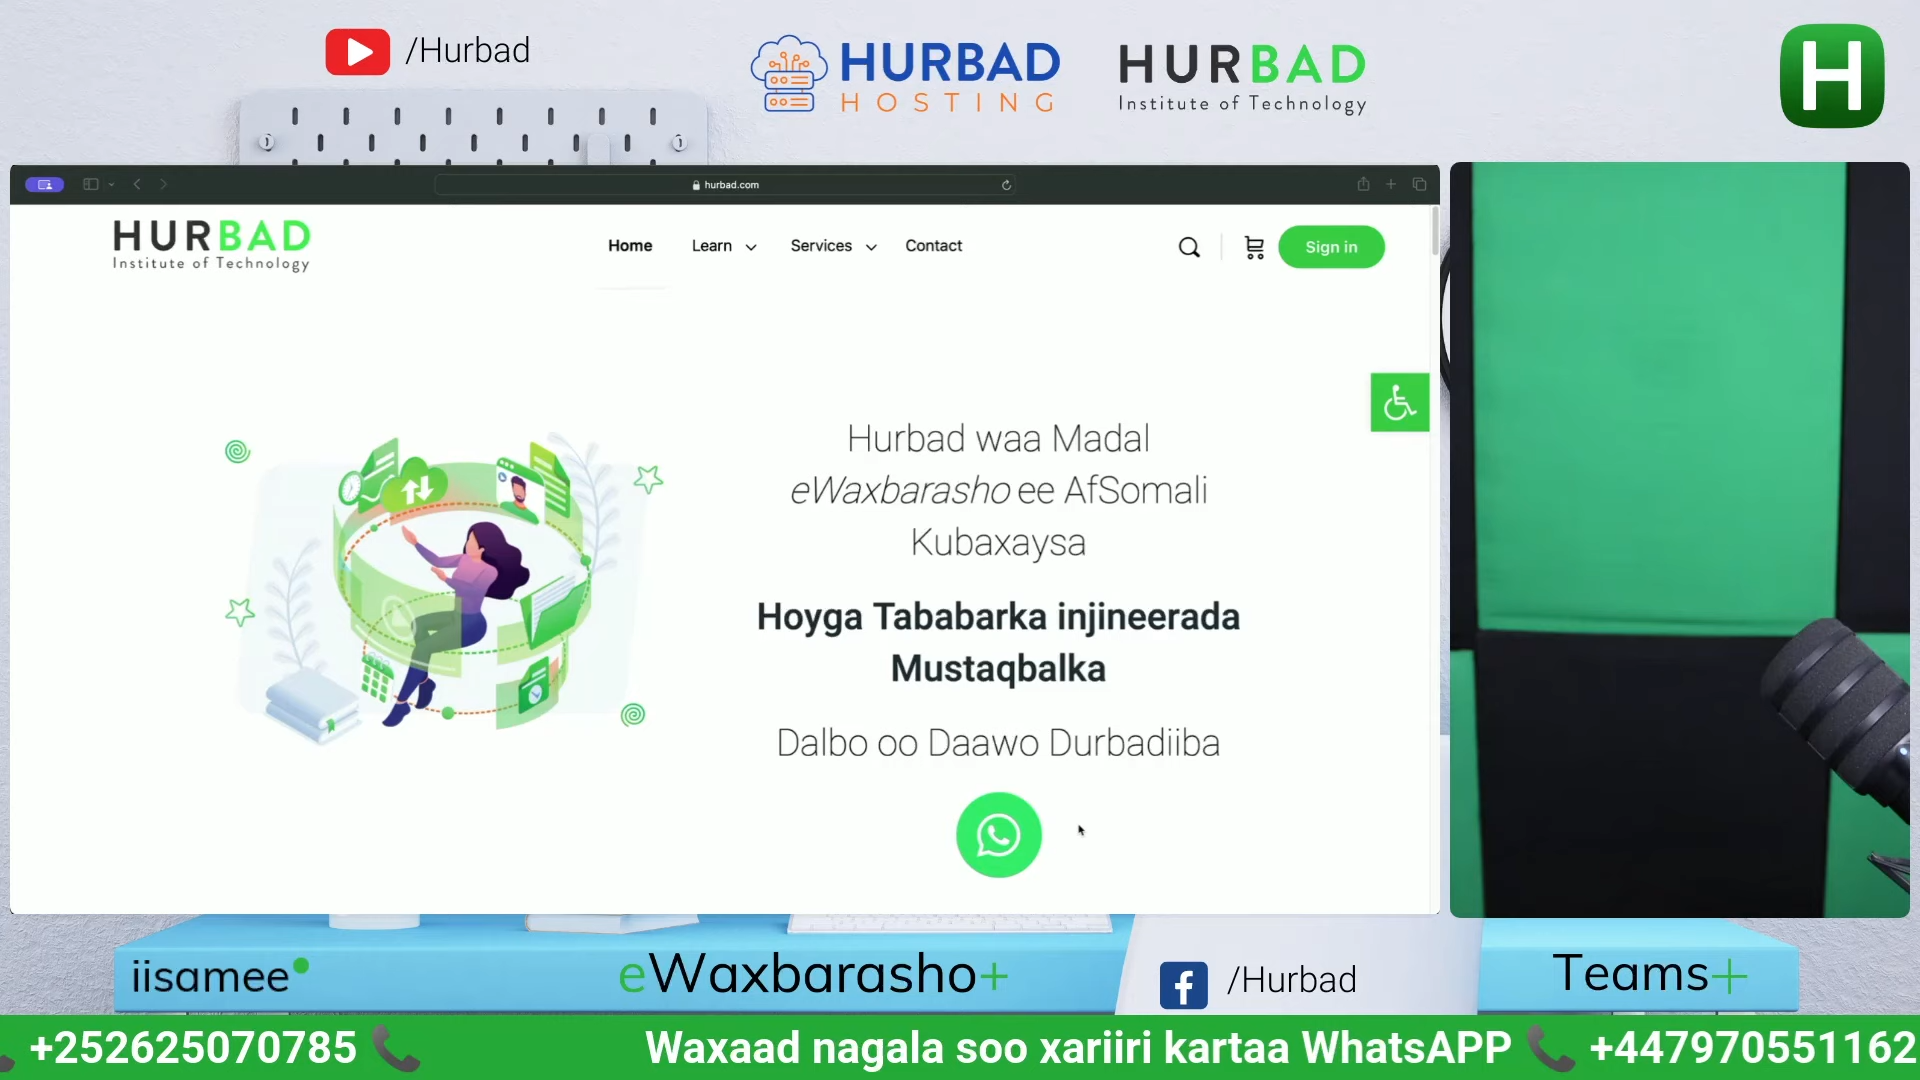 /Hurbad
HURBAD
HOSTING
HURBAD
Institute of Technology
H
hurbad.com
HURBAD
Institute of Technology
Home
Learn
Services
Contact
Sign in
Hurbad waa Madal
eWaxbarasho ee AfSomali
Kubaxaysa
Hoyga Tababarka injineerada
Mustaqbalka
Dalbo oo Daawo Durbadiiba
iisamee
eWaxbarasho+
/Hurbad
Teams+
+252625070785
Waxaad nagala soo xariiri kartaa WhatsAPP
+447970551162